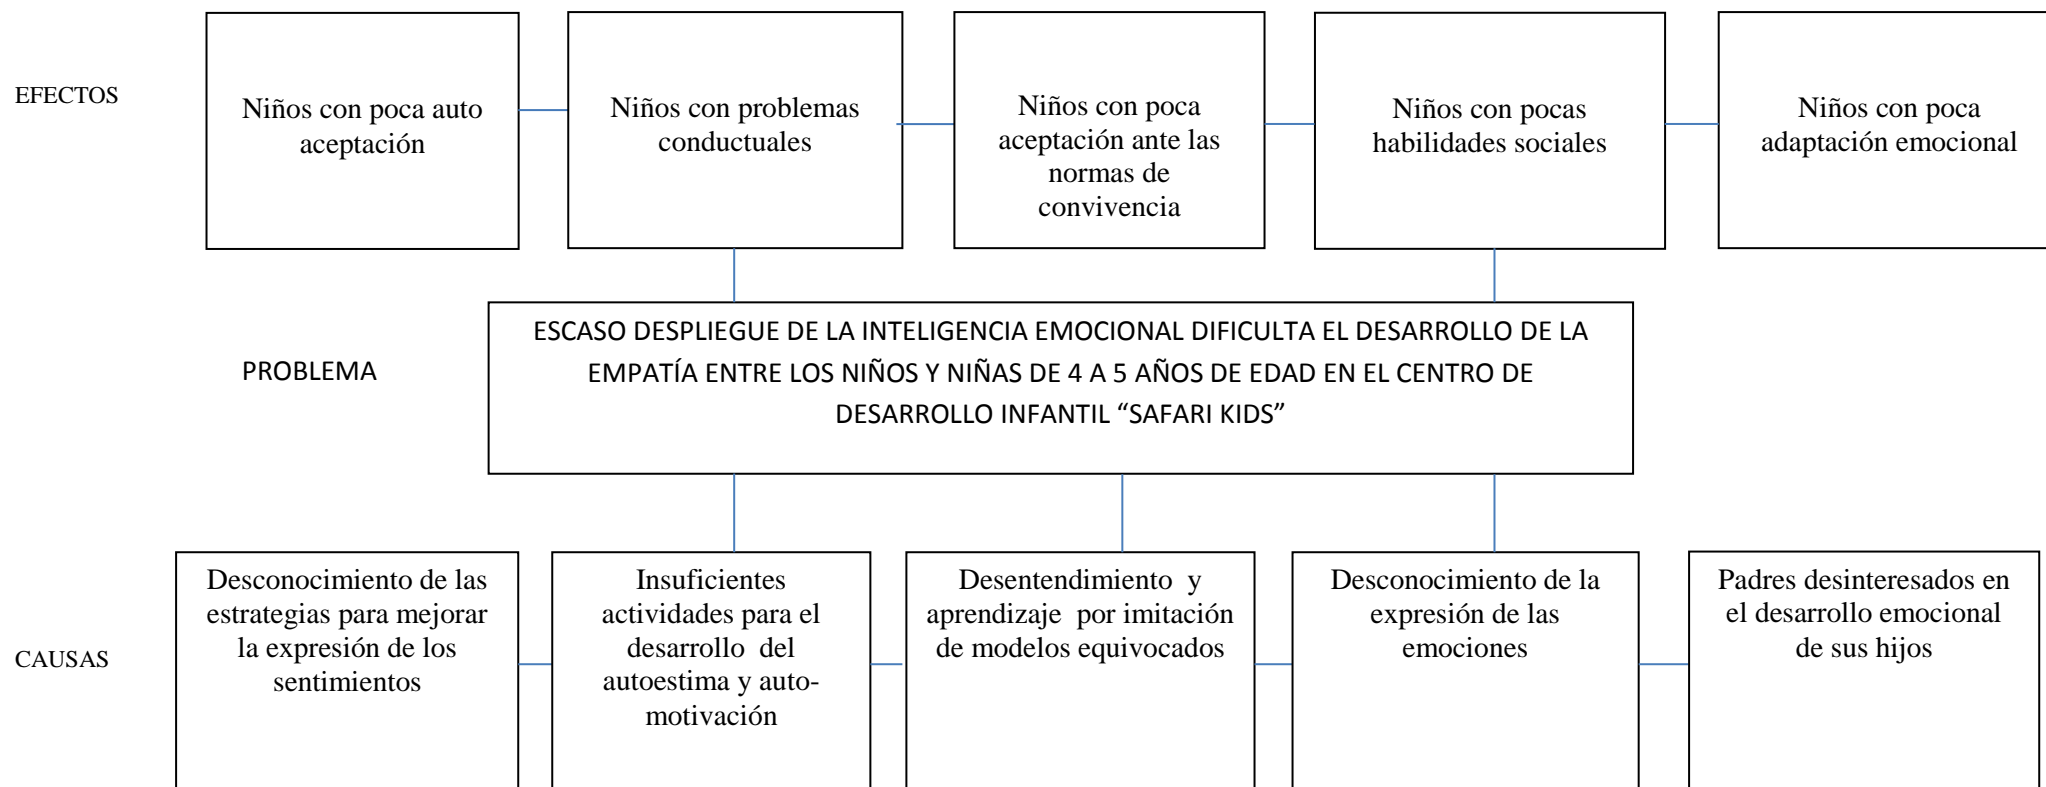 EFECTOS
Niños con poca auto
aceptación
Niños con problemas
conductuales
Niños con poca
aceptación ante las
normas de
convivencia
Niños con pocas
habilidades sociales
Niños con poca
adaptación emocional
PROBLEMA
ESCASO DESPLIEGUE DE LA INTELIGENCIA EMOCIONAL DIFICULTA EL DESARROLLO DE LA
EMPATÍA ENTRE LOS NIÑOS Y NIÑAS DE 4 A 5 AÑOS DE EDAD EN EL CENTRO DE
DESARROLLO INFANTIL “SAFARI KIDS”
CAUSAS
Desconocimiento de las
estrategias para mejorar
la expresión de los
sentimientos
Insuficientes
actividades para el
desarrollo del
autoestima y auto-
motivación
Desentendimiento y
aprendizaje por imitación
de modelos equivocados
Desconocimiento de la
expresión de las
emociones
Padres desinteresados en
el desarrollo emocional
de sus hijos